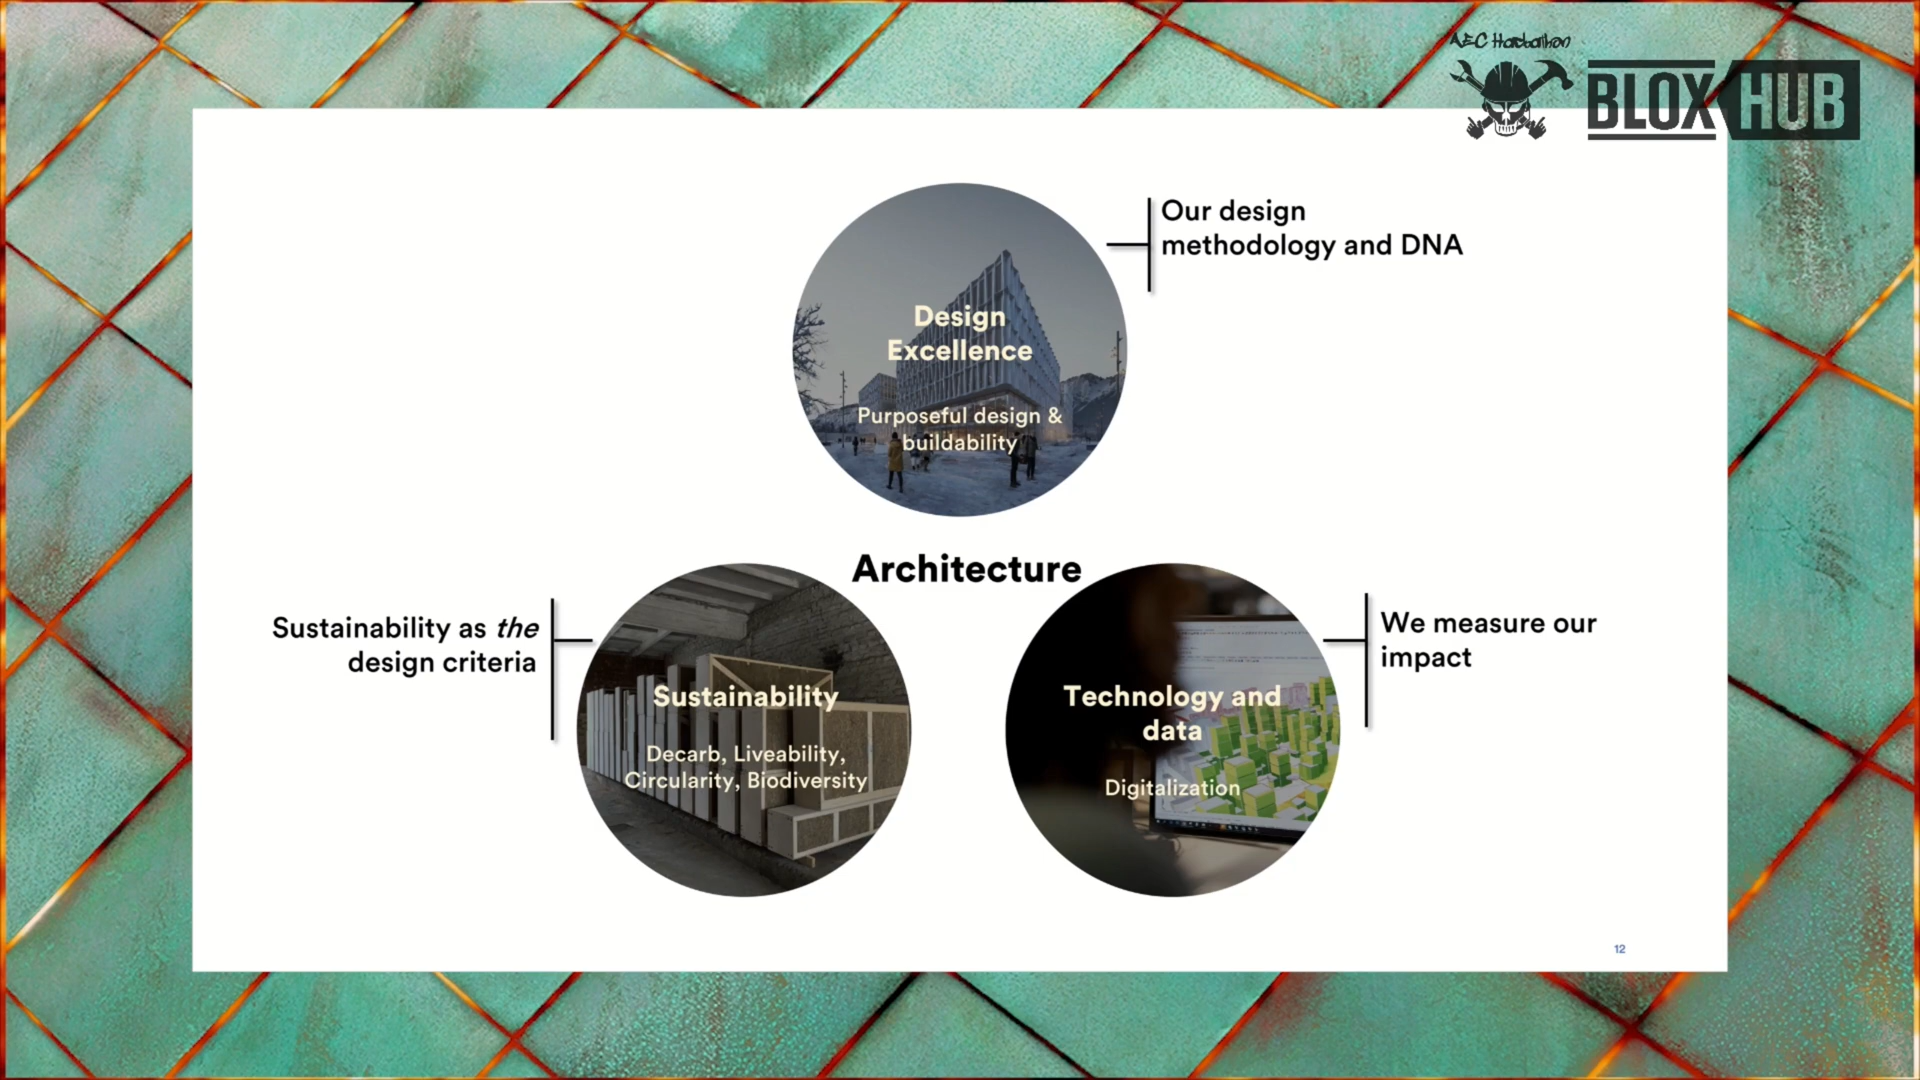 AEC Hackathon
BLOX HUB
Our design
methodology and DNA
Design
Excellence
Purposeful design &
buildability
Architecture
Sustainability as the
design criteria
Sustainability
Decarb, Liveability,
Circularity, Biodiversity
Technology and
data
Digitalization
We measure our
impact
12